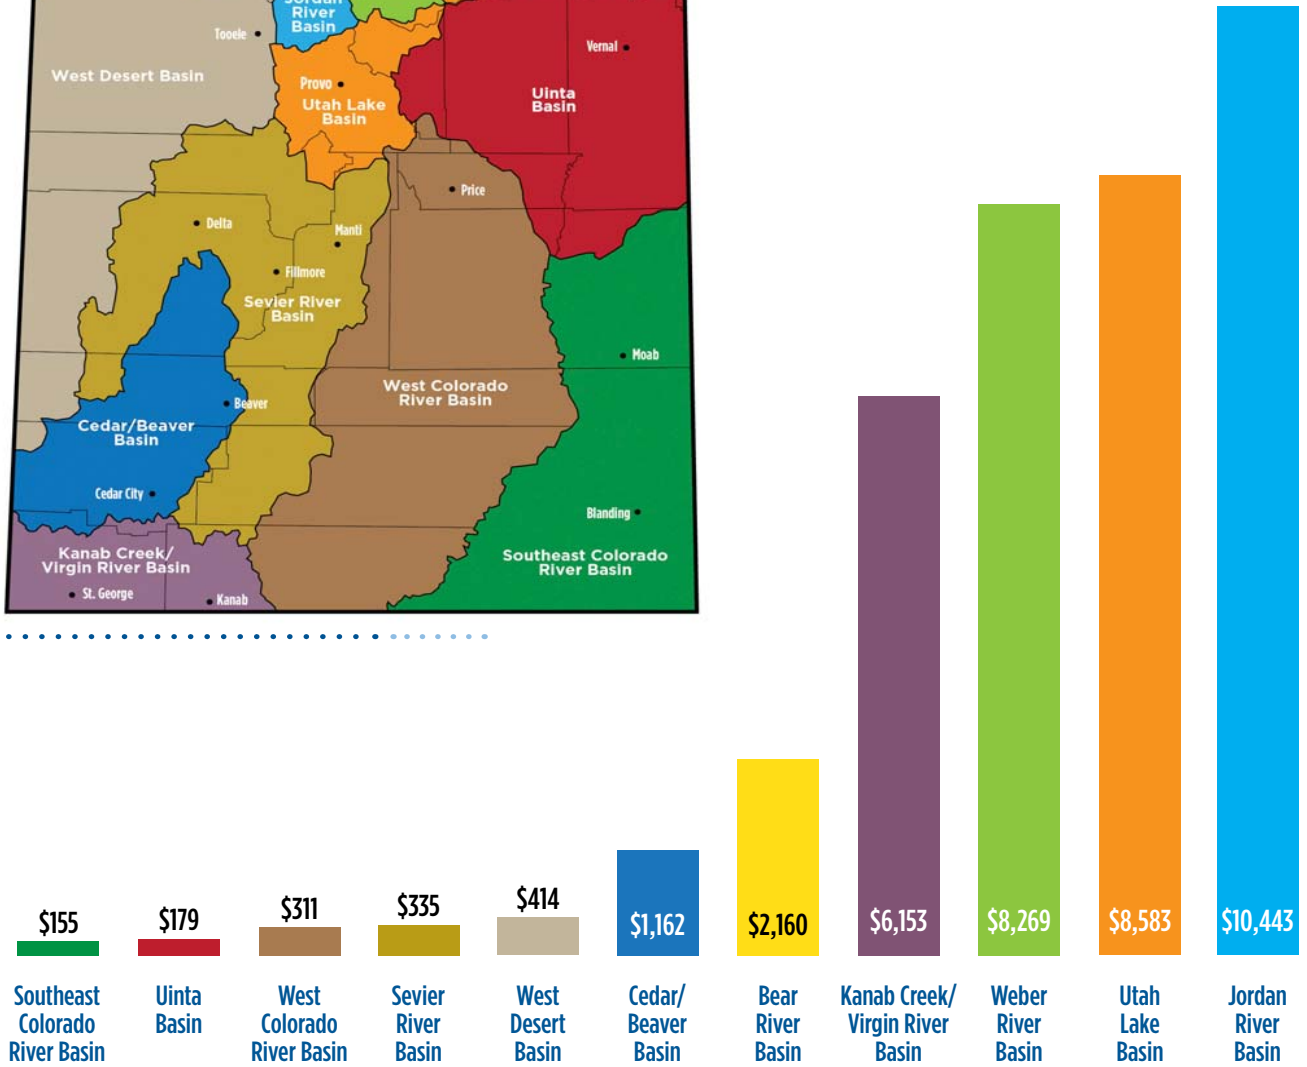 Jordan
River
Basin
Tooele
Vernal
West Desert Basin
Provo
Utah Lake
Basin
Uinta
Basin
Price
Delta
Manti
Fillmore
Sevier River
Basin
Moab
West Colorado
River Basin
Beaver
Cedar/Beaver
Basin
Cedar City
Blanding
Kanab Creek/
Virgin River Basin
Southeast Colorado
River Basin
St. George
Kanab
$155
$179
$311
$335
$414
$1,162
$2,160
$6,153
$8,269
$8,583
$10,443
Southeast
Colorado
River Basin
Uinta
Basin
West
Colorado
River Basin
Sevier
River
Basin
West
Desert
Basin
Cedar/
Beaver
Basin
Bear
River
Basin
Kanab Creek/
Virgin River
Basin
Weber
River
Basin
Utah
Lake
Basin
Jordan
River
Basin